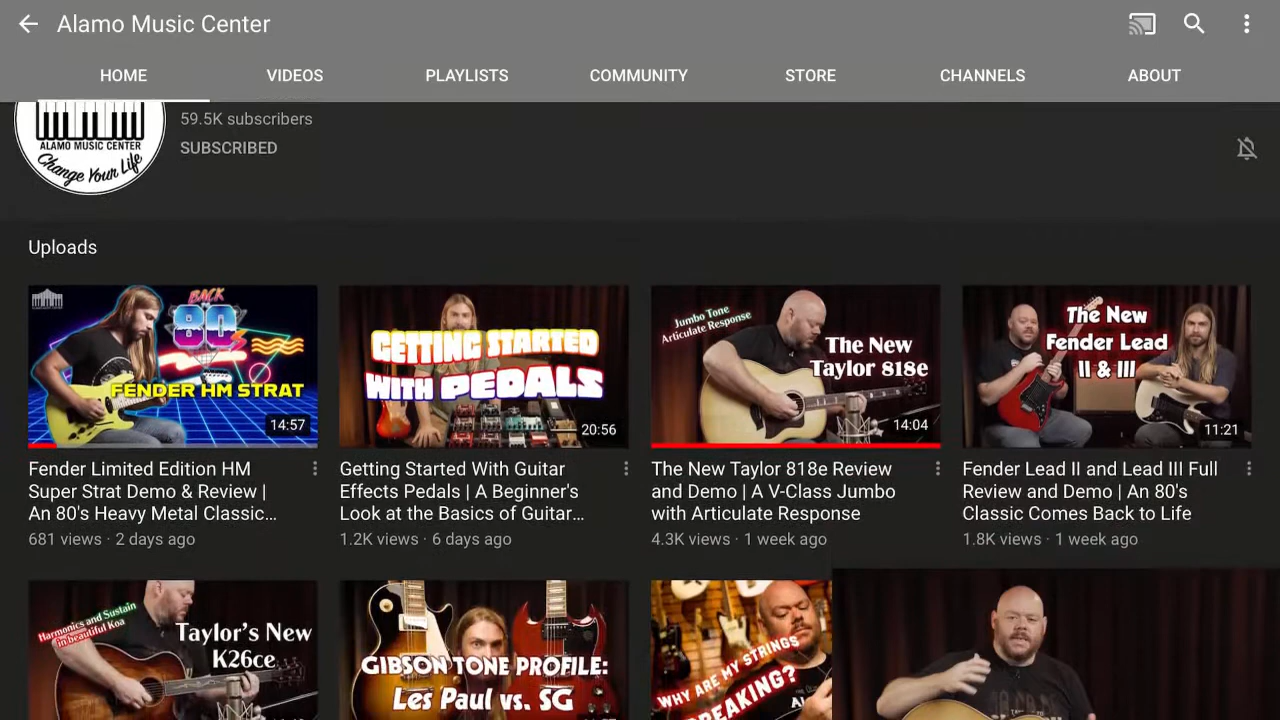 Alamo Music Center
HOME VIDEOS PLAYLISTS COMMUNITY STORE CHANNELS ABOUT
ALAMO MUSIC CENTER
Change Your Life
59.5K subscribers
SUBSCRIBED
Uploads
BACK
80
FENDER HM STRAT
14:57
GETTING STARTED
WITH PEDALS
20:56
Jumbo Tone
Articulate Response
The New
Taylor 818e
14:04
The New
Fender Lead
II & III
11:21
Fender Limited Edition HM
Super Strat Demo & Review |
An 80's Heavy Metal Classic...
681 views · 2 days ago
Getting Started With Guitar
Effects Pedals | A Beginner's
Look at the Basics of Guitar...
1.2K views · 6 days ago
The New Taylor 818e Review
and Demo | A V-Class Jumbo
with Articulate Response
4.3K views · 1 week ago
Fender Lead II and Lead III Full
Review and Demo | An 80's
Classic Comes Back to Life
1.8K views · 1 week ago
Harmonics and Sustain
in beautiful Koa
Taylor's New
K26ce
GIBSON TONE PROFILE:
Les Paul vs. SG
WHY ARE MY STRINGS
BREAKING?